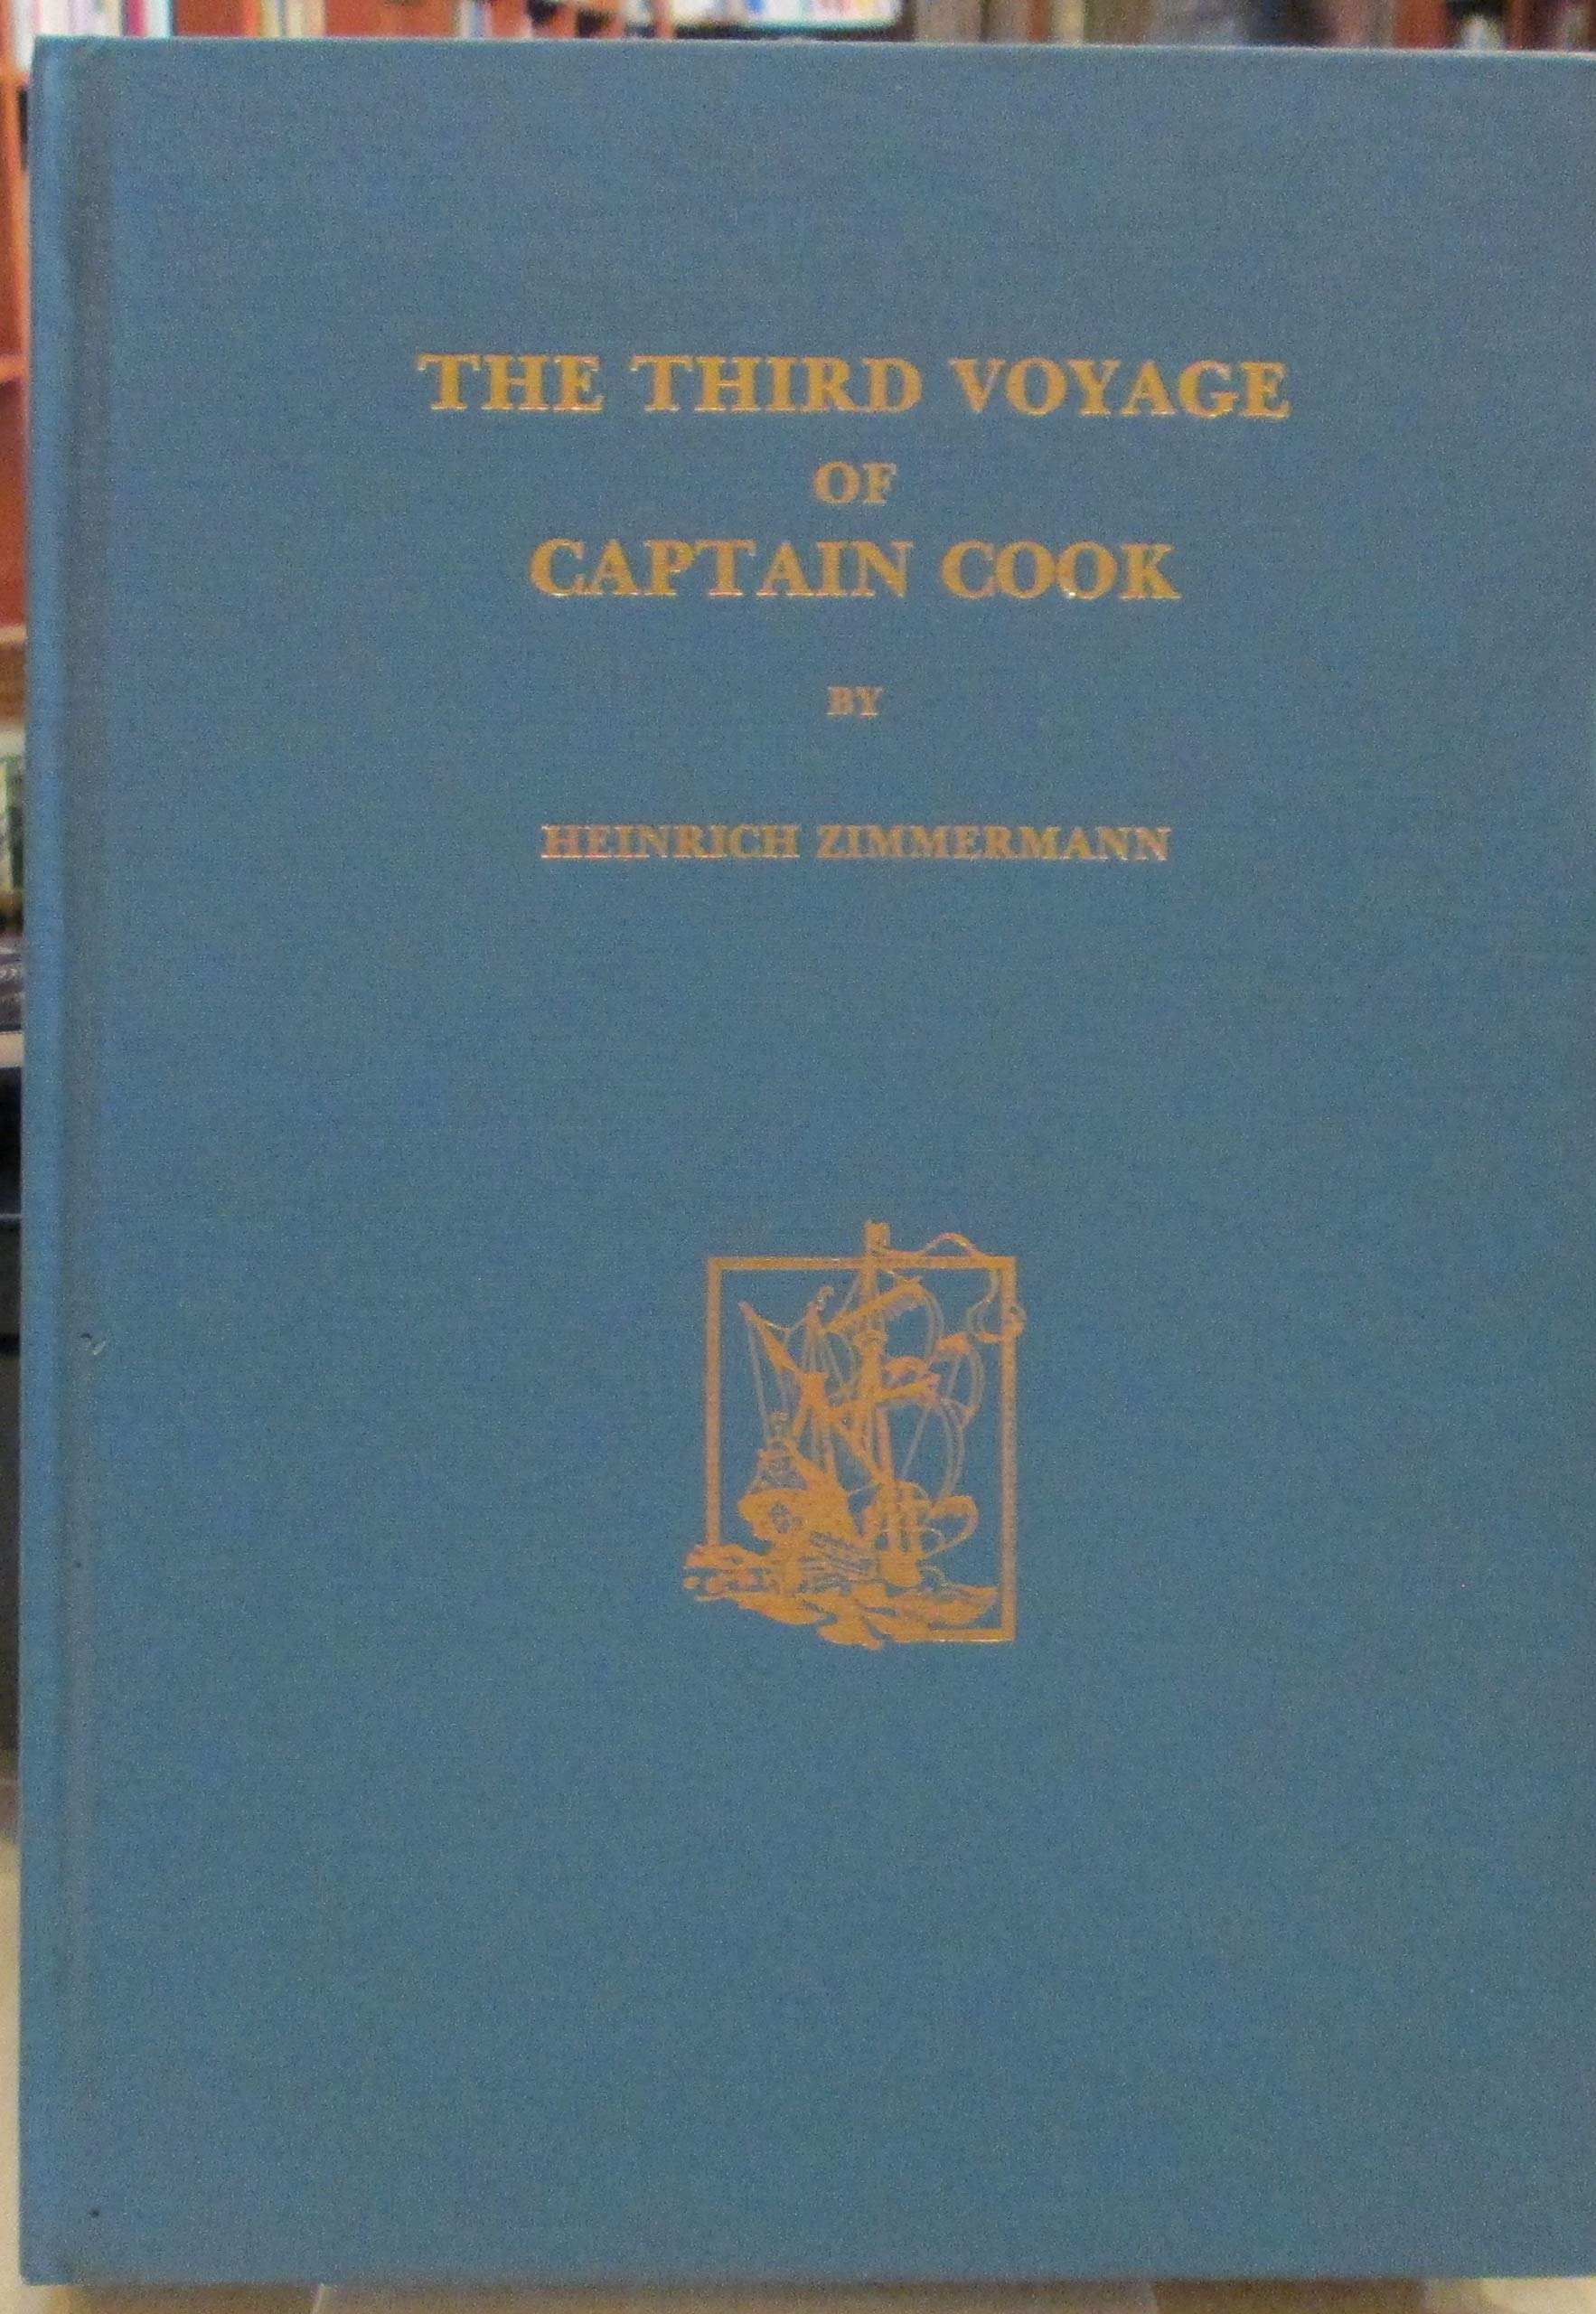 THE THIRD VOYAGE
OF
CAPTAIN COOK
BY
HEINRICH ZIMMERMANN